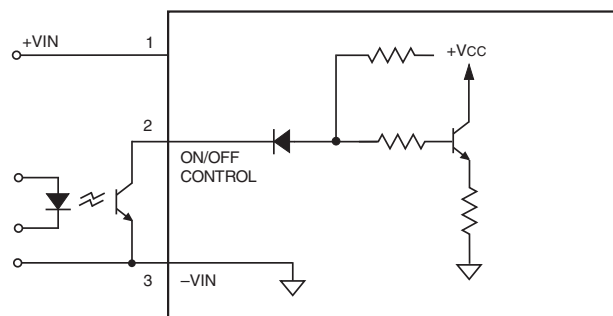 +VIN
1
+VCC
2
ON/OFF
CONTROL
3
–VIN